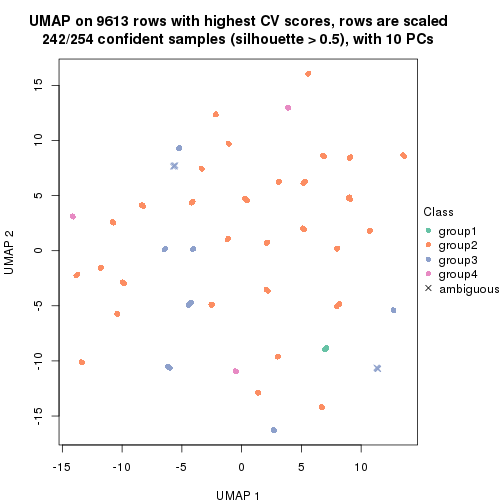 UMAP on 9613 rows with highest CV scores, rows are scaled
242/254 confident samples (silhouette > 0.5), with 10 PCs
15
10
5
0
-5
-10
-15
UMAP 2
-15
-10
-5
0
5
10
UMAP 1
Class
group1
group2
group3
group4
ambiguous